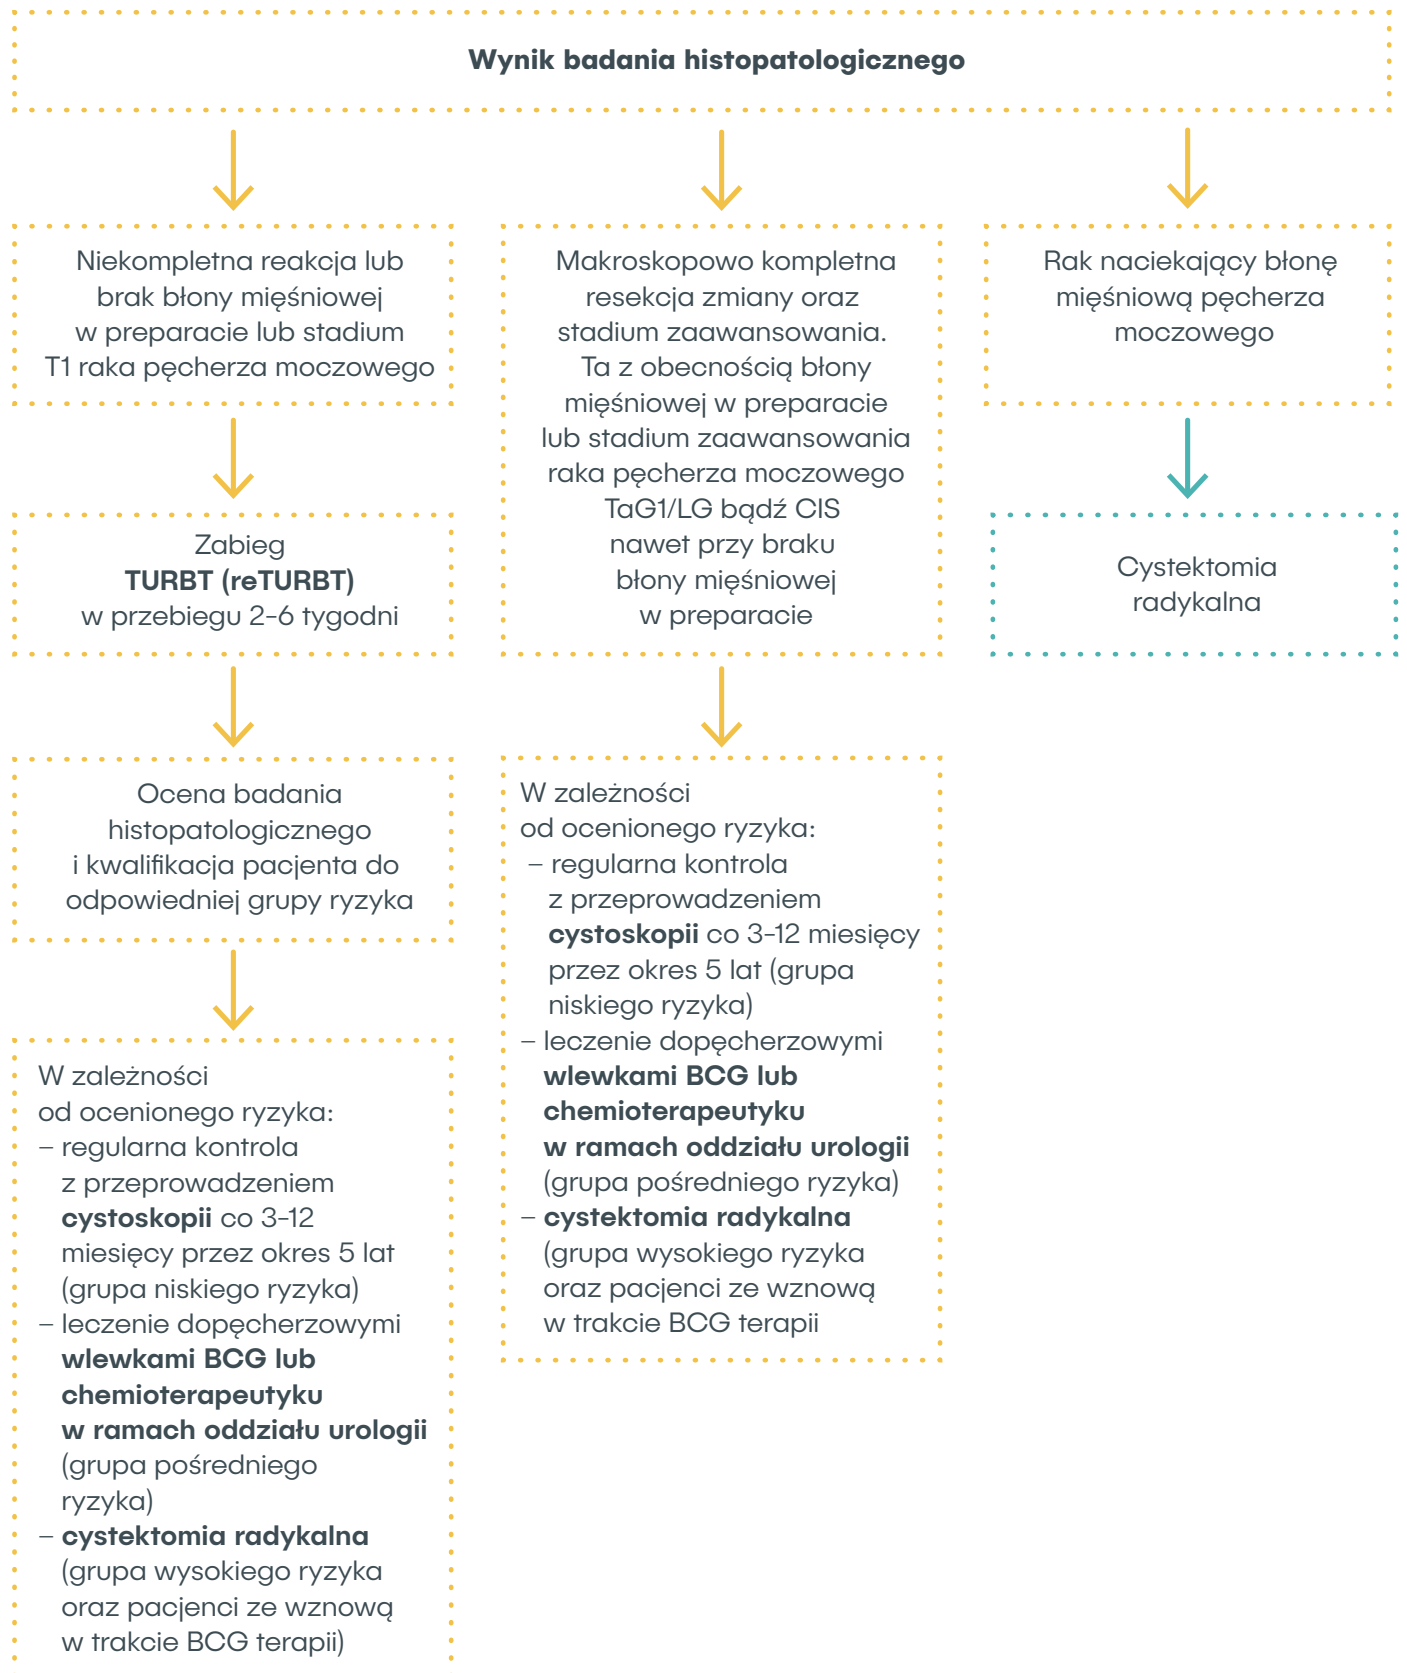 Wynik badania histopatologicznego
Niekompletna reakcja lub
brak błony mięśniowej
w preparacie lub stadium
T1 raka pęcherza moczowego
Zabieg
TURBT (reTURBT)
w przebiegu 2-6 tygodni
Ocena badania
histopatologicznego
i kwalifikacja pacjenta do
odpowiedniej grupy ryzyka
W zależności
od ocenionego ryzyka:
– regularna kontrola
z przeprowadzeniem
cystoskopii co 3-12
miesięcy przez okres 5 lat
(grupa niskiego ryzyka)
– leczenie dopęcherzowymi
wlewkami BCG lub
chemioterapeutyku
w ramach oddziału urologii
(grupa pośredniego
ryzyka)
– cystektomia radykalna
(grupa wysokiego ryzyka
oraz pacjenci ze wznową
w trakcie BCG terapii)
Makroskopowo kompletna
resekcja zmiany oraz
stadium zaawansowania.
Ta z obecnością błony
mięśniowej w preparacie
lub stadium zaawansowania
raka pęcherza moczowego
TaG1/LG bądź CIS
nawet przy braku
błony mięśniowej
w preparacie
W zależności
od ocenionego ryzyka:
– regularna kontrola
z przeprowadzeniem
cystoskopii co 3-12 miesięcy
przez okres 5 lat (grupa
niskiego ryzyka)
– leczenie dopęcherzowymi
wlewkami BCG lub
chemioterapeutyku
w ramach oddziału urologii
(grupa pośredniego ryzyka)
– cystektomia radykalna
(grupa wysokiego ryzyka
oraz pacjenci ze wznową
w trakcie BCG terapii
Rak naciekający błonę
mięśniową pęcherza
moczowego
Cystektomia
radykalna